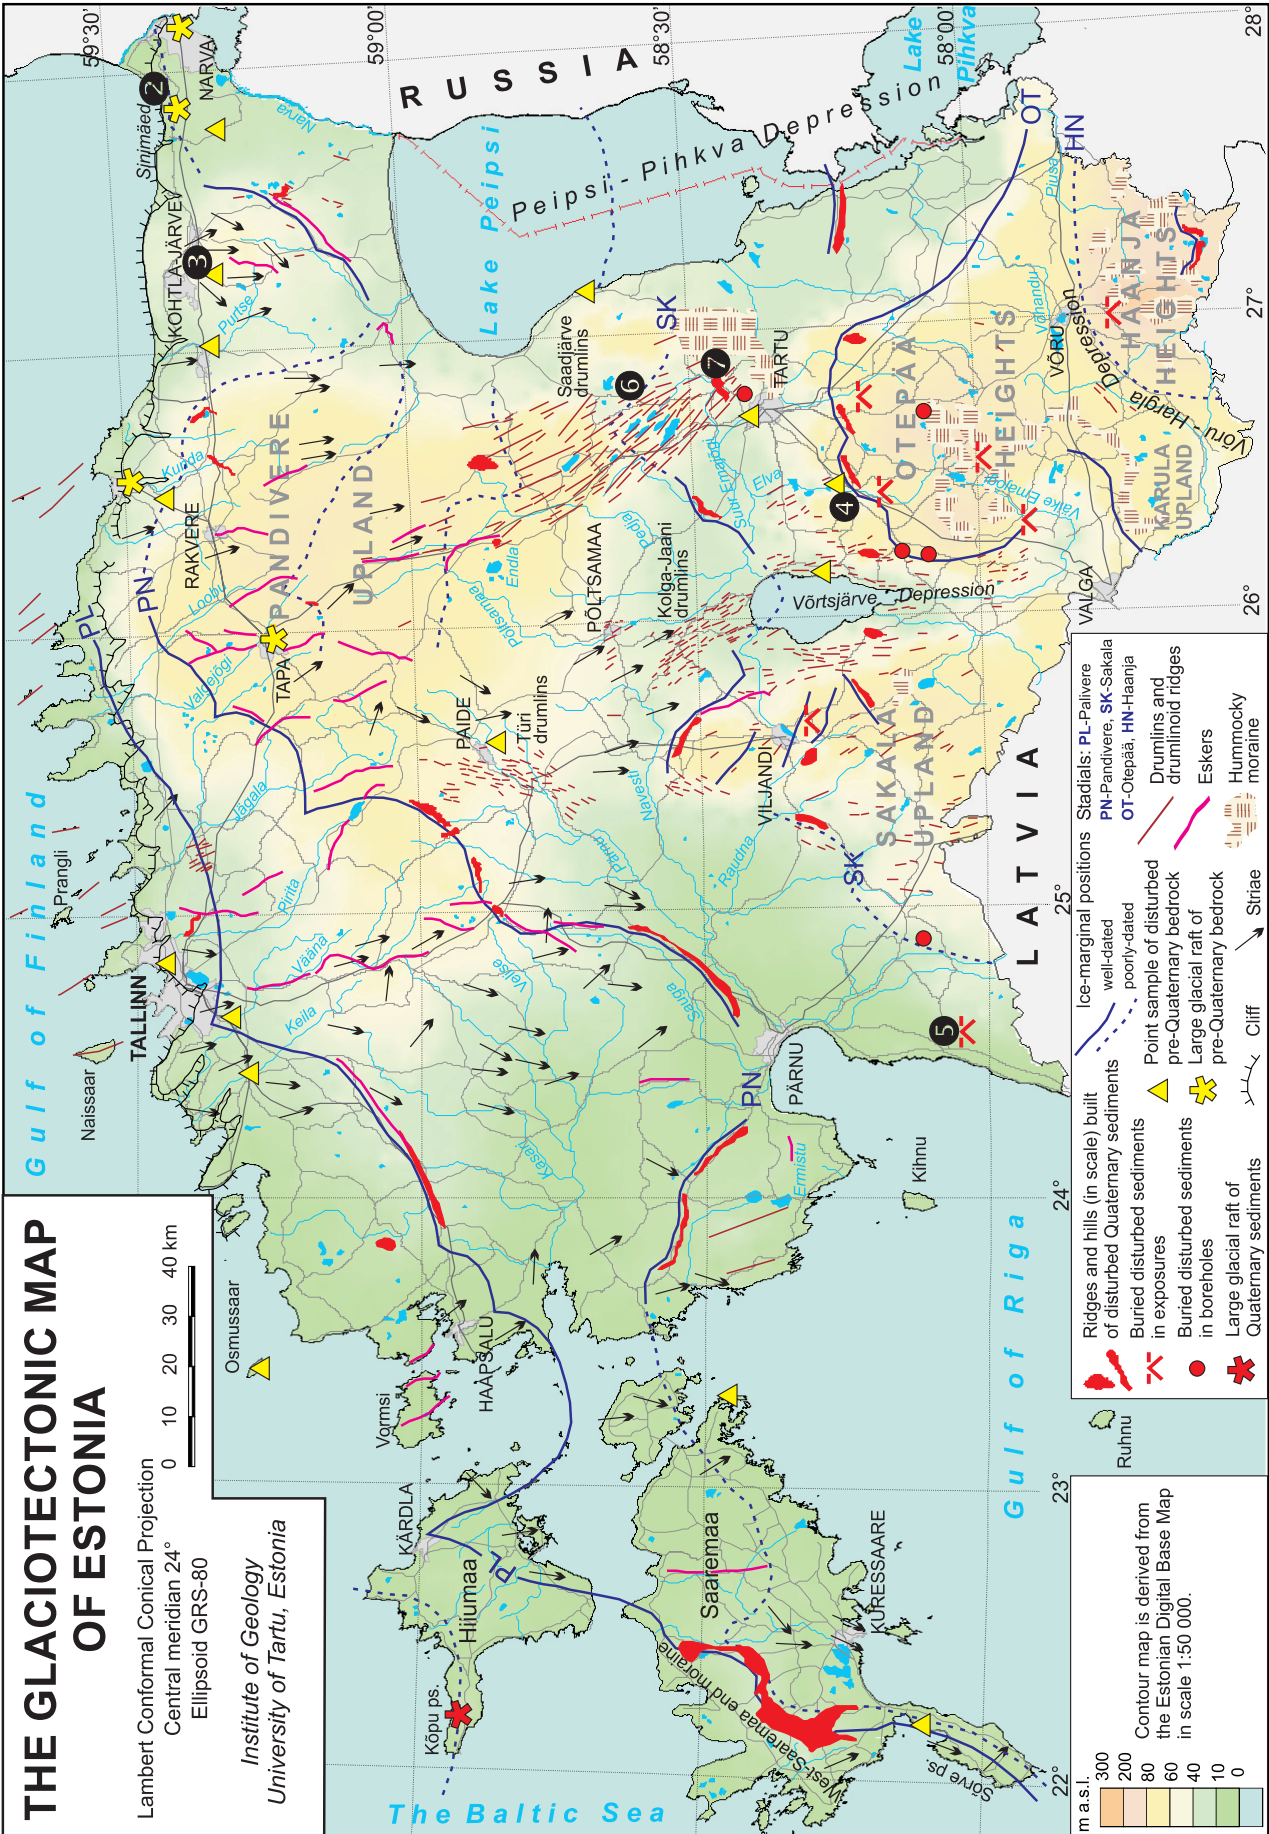 THE GLACIOTECTONIC MAP
OF ESTONIA
Lambert Conformal Conical Projection
Central meridian 24°
Ellipsoid GRS-80
Institute of Geology
University of Tartu, Estonia
0 10 20 30 40 km
Gulf of Finland
The Baltic Sea
Gulf of Riga
RUSSIA
LATVIA
Lake Peipsi
Lake
Pihkva
Peipsi - Pihkva Depression
59°30'
59°00'
58°30'
58°00'
22°
23°
24°
25°
26°
27°
28°
Osmussaar
Naissaar
Prangli
TALLINN
Vormsi
HAAPSALU
KÄRDLA
Hiiumaa
Kõpu ps.
PL
Saaremaa
KURESSAARE
West-Saaremaa end moraine
Sõrve ps.
Ruhnu
Kihnu
PÄRNU
PN
Ermistu
Kasari
Keila
Vääna
Pirita
Jägala
Valgejõgi
Loobu
Kunda
Purtse
Narva
Velise
Sauga
Pärnu
Navesti
Raudna
PL
PN
TAPA
RAKVERE
PANDIVERE
UPLAND
KOHTLA-JÄRVE
Sinimäed
NARVA
2
3
PAIDE
Türi
drumlins
Põltsamaa
Endla
PÕLTSAMAA
Pedja
Kolga-Jaani
drumlins
Saadjärve
drumlins
6
7
SK
TARTU
Suur Emajõgi
Elva
4
Võrtsjärve Depression
VILJANDI
SAKALA
UPLAND
SK
5
OTEPÄÄ
HEIGHTS
Väike Emajõgi
VALGA
KARULA
UPLAND
VÕRU
Võhandu
Võru - Hargla Depression
HAANJA
HEIGHTS
Piusa
OT
HN
Ridges and hills (in scale) built
of disturbed Quaternary sediments
Buried disturbed sediments
in exposures
Buried disturbed sediments
in boreholes
Large glacial raft of
Quaternary sediments
Ice-marginal positions
well-dated
poorly-dated
Stadials: PL-Palivere
PN-Pandivere, SK-Sakala
OT-Otepää, HN-Haanja
Point sample of disturbed
pre-Quaternary bedrock
Large glacial raft of
pre-Quaternary bedrock
Cliff
Striae
Drumlins and
drumlinoid ridges
Eskers
Hummocky
moraine
m a.s.l.
300
200
80
60
40
10
0
Contour map is derived from
the Estonian Digital Base Map
in scale 1:50 000.